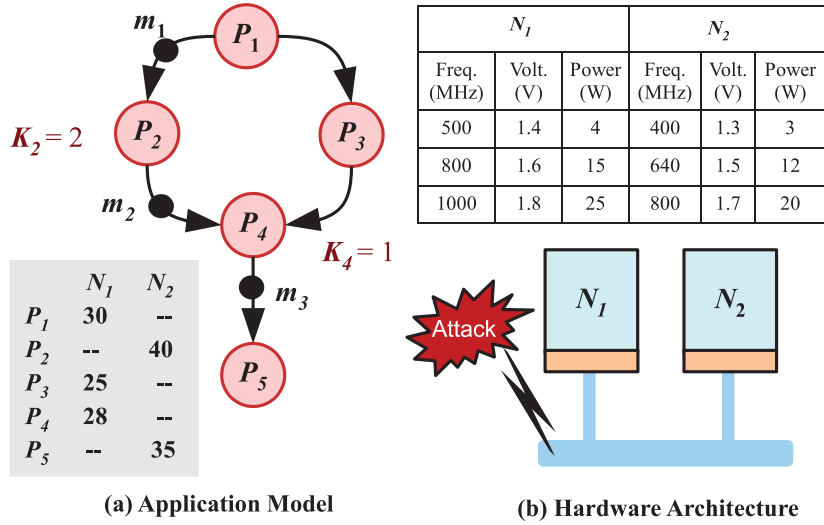 m1
P1
P2
P3
K2 = 2
m2
P4
K4 = 1
m3
P5
N1 N2
P1 30 --
P2 -- 40
P3 25 --
P4 28 --
P5 -- 35
(a) Application Model
N1 N2
Freq. (MHz) Volt. (V) Power (W) Freq. (MHz) Volt. (V) Power (W)
500 1.4 4 400 1.3 3
800 1.6 15 640 1.5 12
1000 1.8 25 800 1.7 20
Attack
N1
N2
(b) Hardware Architecture